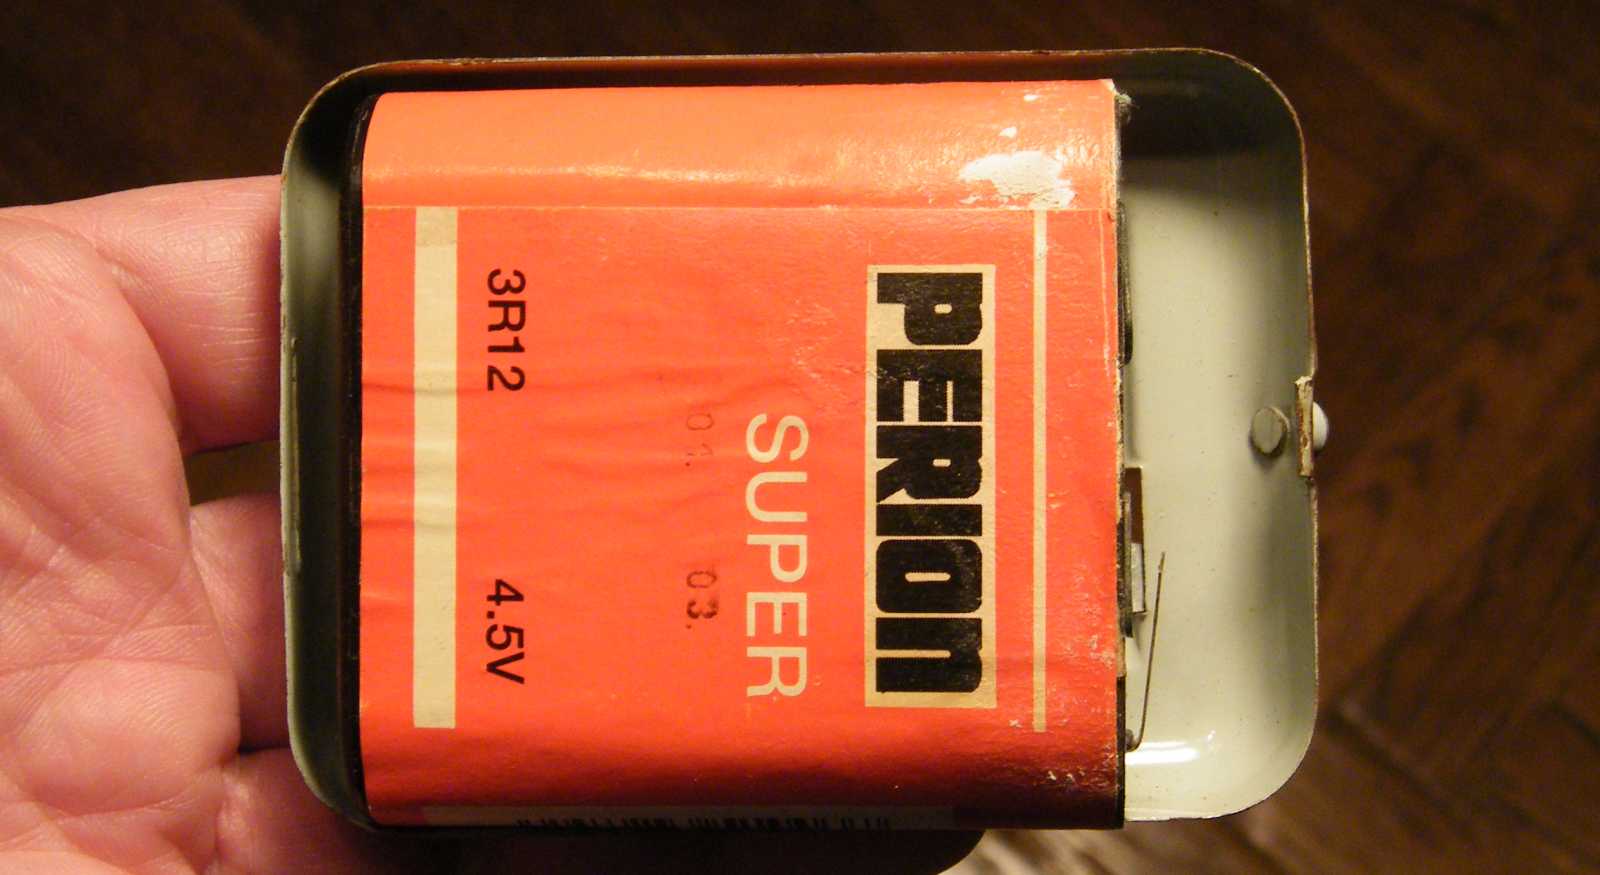 PERION
SUPER
01. 03.
3R12 4.5V